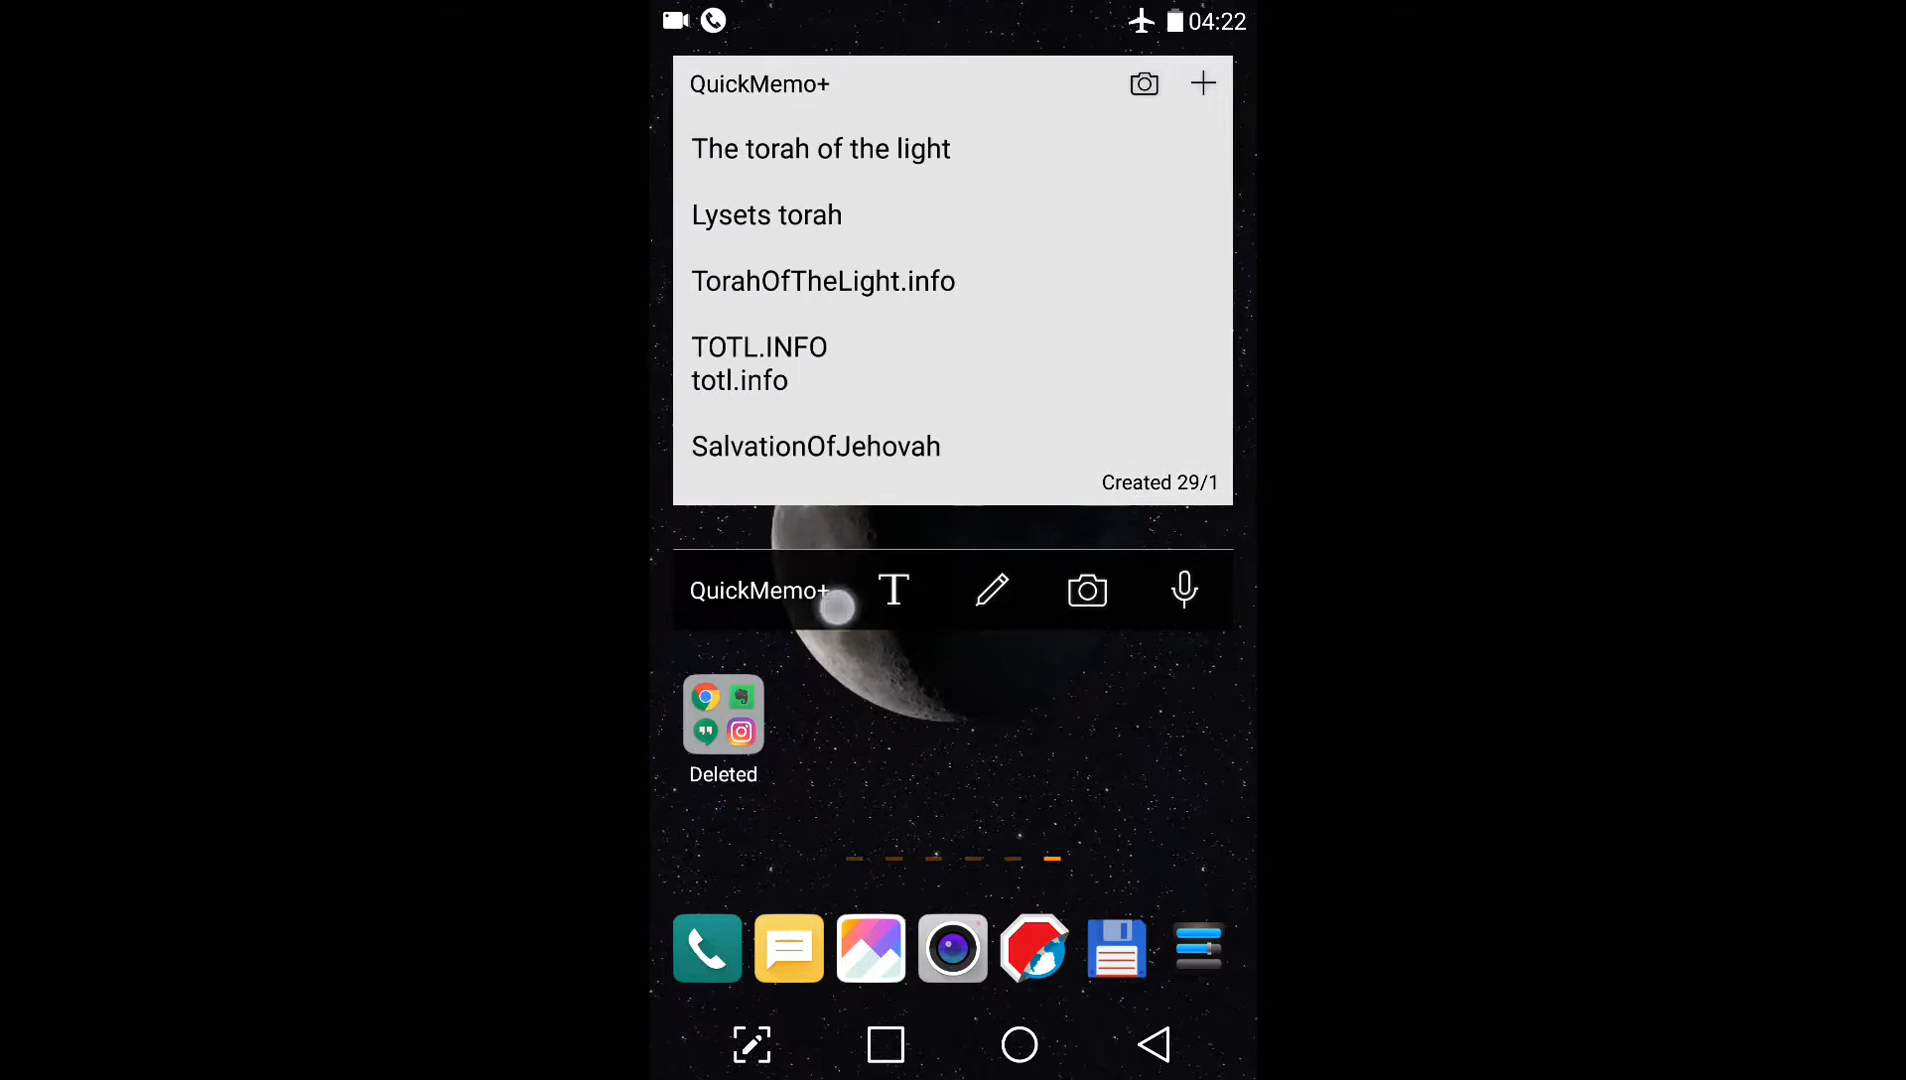 04:22
QuickMemo+
The torah of the light
Lysets torah
TorahOfTheLight.info
TOTL.INFO
totl.info
SalvationOfJehovah
Created 29/1
QuickMemo+
T
Deleted